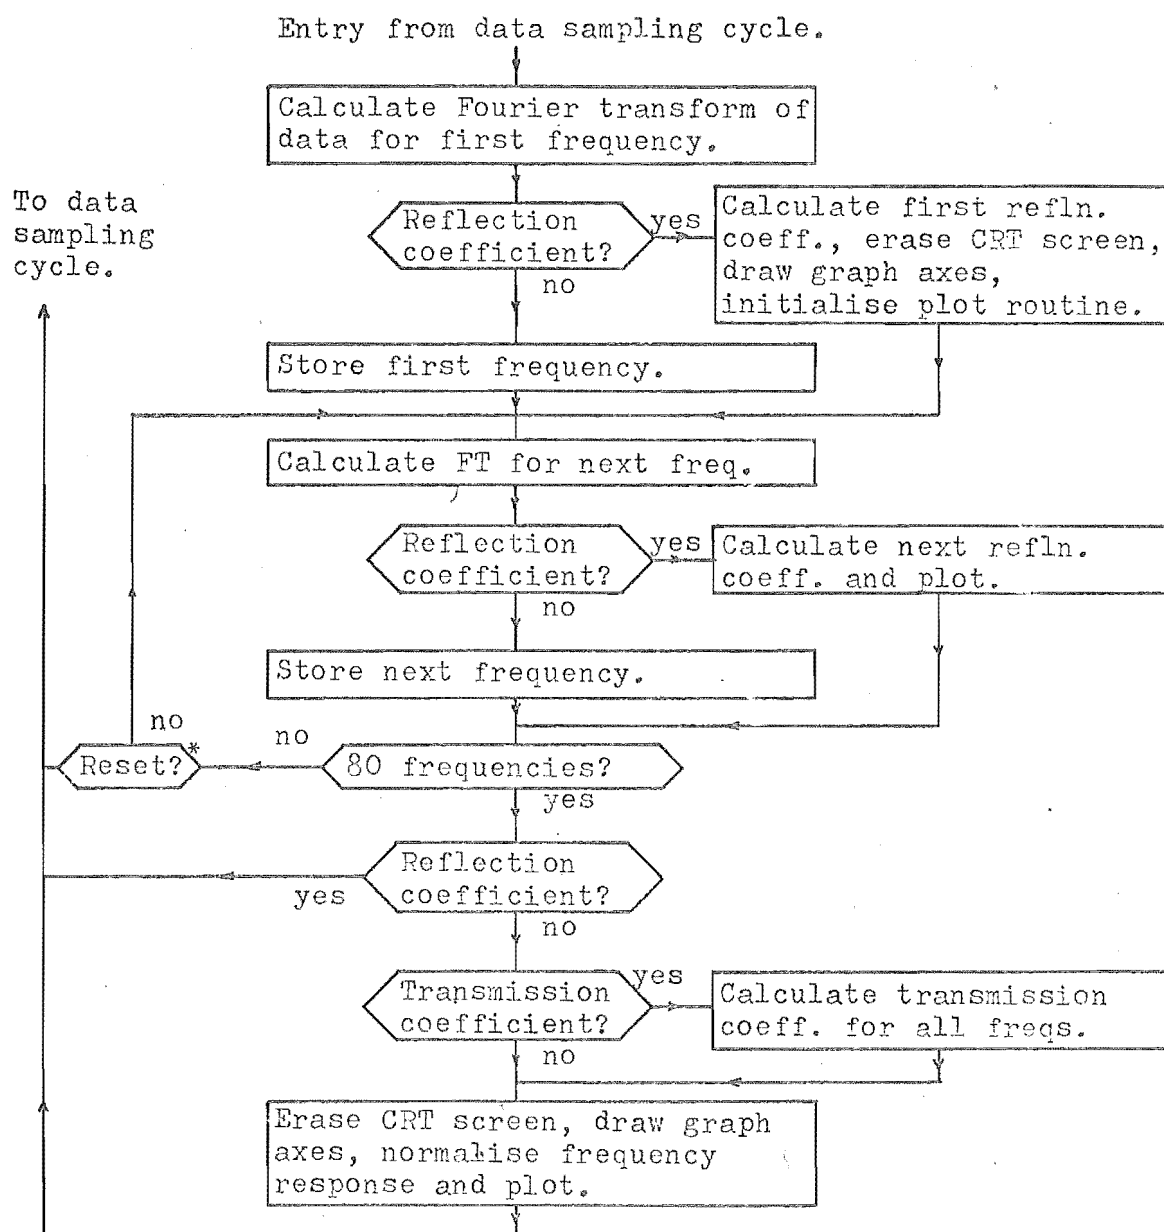 Entry from data sampling cycle.
Calculate Fourier transform of
data for first frequency.
To data
sampling
cycle.
Reflection
coefficient?
yes
Calculate first refln.
coeff., erase CRT screen,
draw graph axes,
initialise plot routine.
no
Store first frequency.
Calculate FT for next freq.
Reflection
coefficient?
yes
Calculate next refln.
coeff. and plot.
no
Store next frequency.
no
Reset?*
no
80 frequencies?
yes
Reflection
coefficient?
yes
no
Transmission
coefficient?
yes
Calculate transmission
coeff. for all freqs.
no
Erase CRT screen, draw graph
axes, normalise frequency
response and plot.